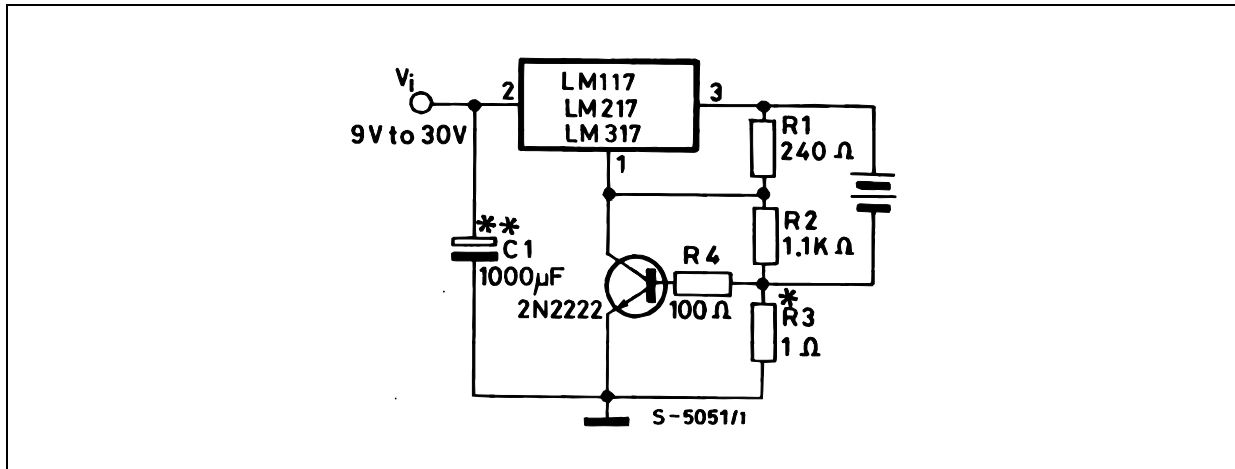 Vi
9V to 30V
2
LM117
LM217
LM317
3
1
R1
240 Ω
R2
1.1K Ω
**
C1
1000μF
2N2222
R4
100Ω
*
R3
1 Ω
S-5051/1